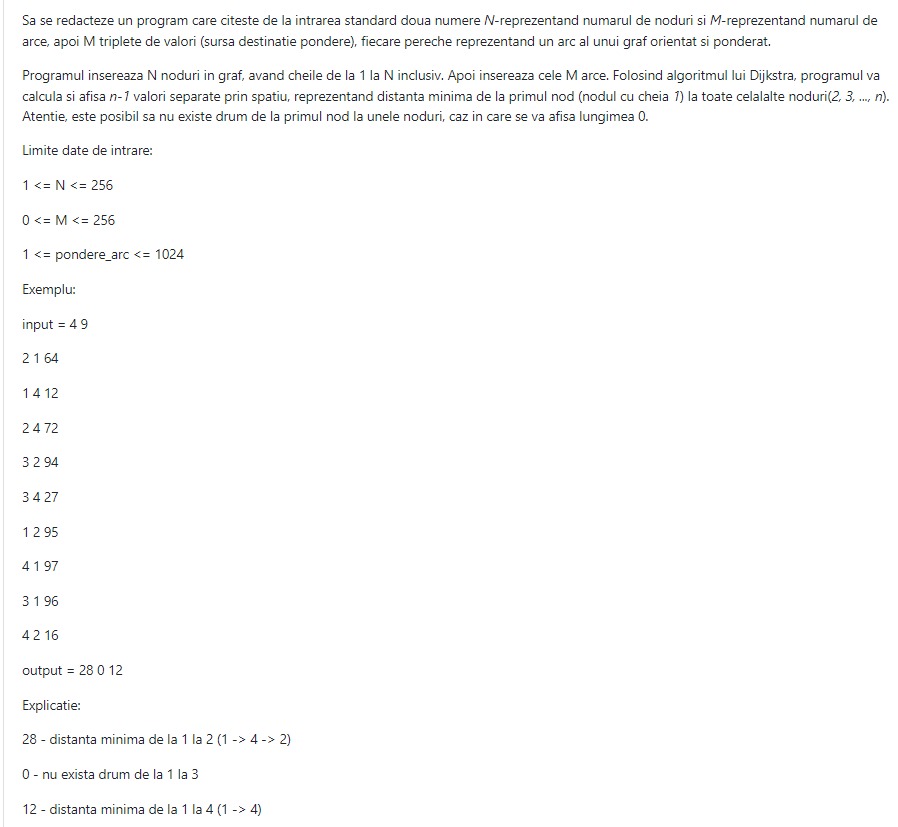 Sa se redacteze un program care citeste de la intrarea standard doua numere N-reprezentand numarul de noduri si M-reprezentand numarul de
arce, apoi M triplete de valori (sursa destinatie pondere), fiecare pereche reprezentand un arc al unui graf orientat si ponderat.
Programul insereaza N noduri in graf, avand cheile de la 1 la N inclusiv. Apoi insereaza cele M arce. Folosind algoritmul lui Dijkstra, programul va
calcula si afisa n-1 valori separate prin spatiu, reprezentand distanta minima de la primul nod (nodul cu cheia 1) la toate celalalte noduri(2, 3, ..., n).
Atentie, este posibil sa nu existe drum de la primul nod la unele noduri, caz in care se va afisa lungimea 0.
Limite date de intrare:
1 <= N <= 256
0 <= M <= 256
1 <= pondere_arc <= 1024
Exemplu:
input = 4 9
2 1 64
1 4 12
2 4 72
3 2 94
3 4 27
1 2 95
4 1 97
3 1 96
4 2 16
output = 28 0 12
Explicatie:
28 - distanta minima de la 1 la 2 (1 -> 4 -> 2)
0 - nu exista drum de la 1 la 3
12 - distanta minima de la 1 la 4 (1 -> 4)